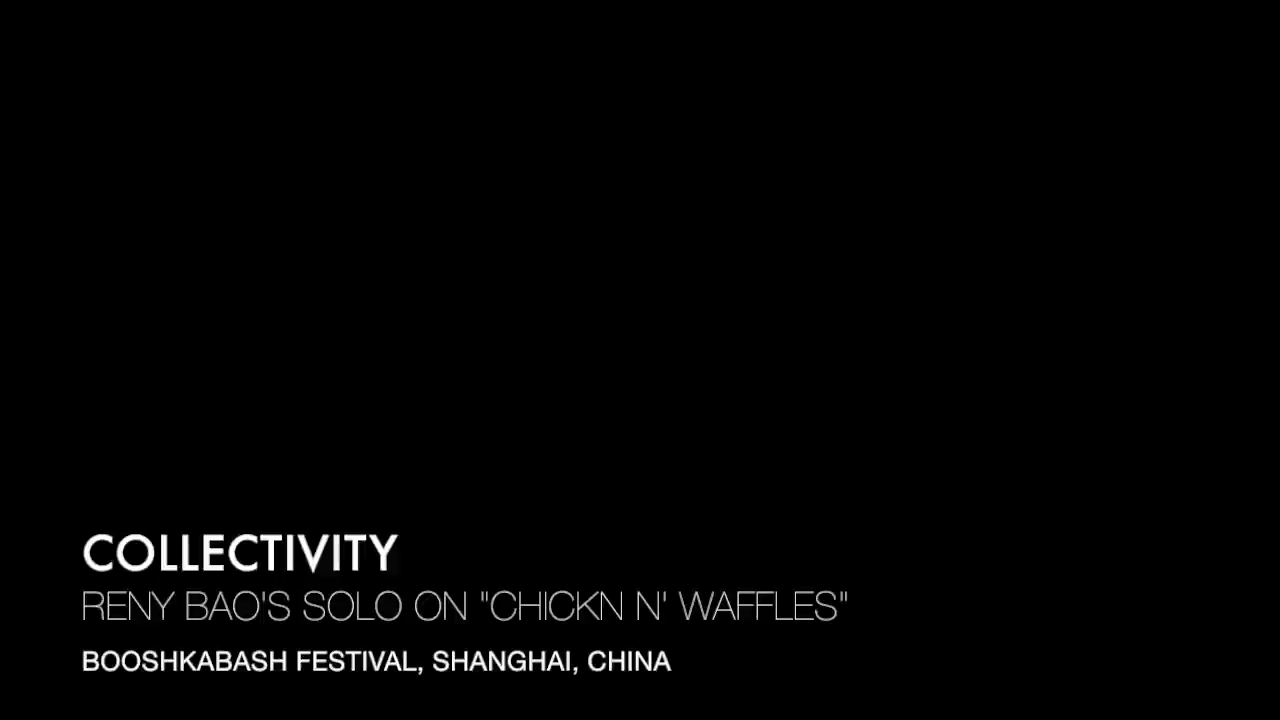 COLLECTIVITY
RENY BAO'S SOLO ON "CHICKN N' WAFFLES"
BOOSHKABASH FESTIVAL, SHANGHAI, CHINA